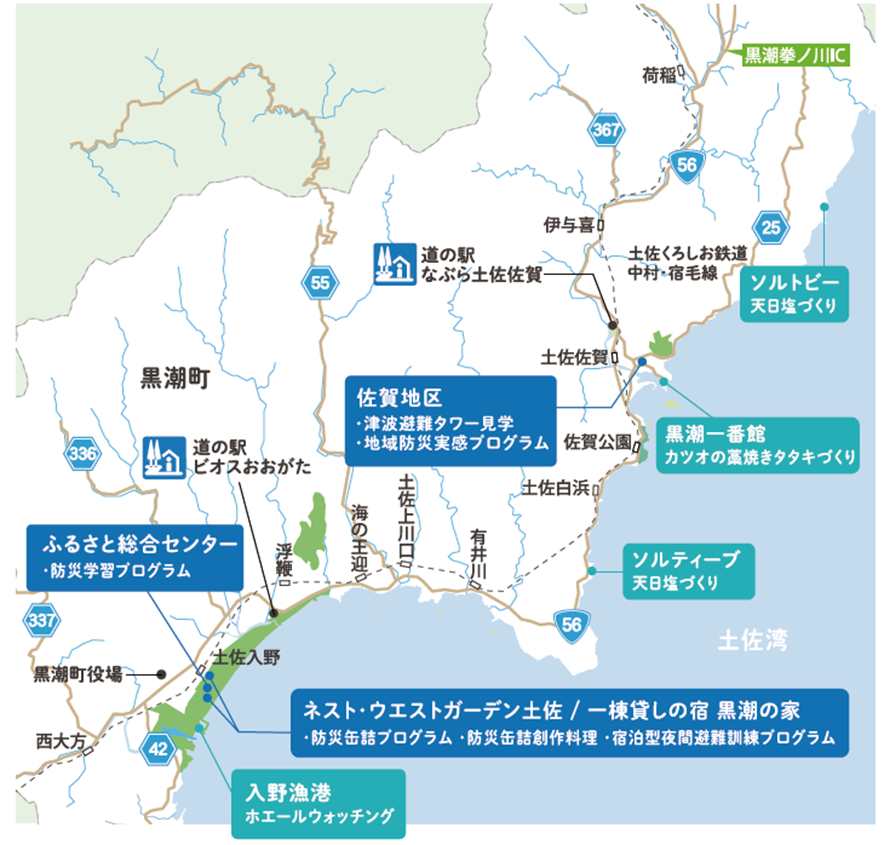 黒潮拳ノ川IC
荷稲
367
56
25
伊与喜
土佐くろしお鉄道
中村・宿毛線
道の駅
なぶら土佐佐賀
ソルトビー
天日塩づくり
55
土佐佐賀
黒潮町
佐賀地区
・津波避難タワー見学
・地域防災実感プログラム
黒潮一番館
カツオの藁焼きタタキづくり
佐賀公園
336
道の駅
ビオスおおがた
土佐白浜
土佐上川口
海の王迎
有井川
浮鞭
ふるさと総合センター
・防災学習プログラム
ソルティーブ
天日塩づくり
337
56
土佐湾
土佐入野
黒潮町役場
ネスト・ウエストガーデン土佐 / 一棟貸しの宿 黒潮の家
・防災缶詰プログラム ・防災缶詰創作料理 ・宿泊型夜間避難訓練プログラム
西大方
42
入野漁港
ホエールウォッチング